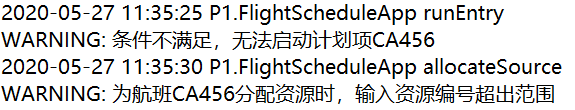 2020-05-27 11:35:25 P1.FlightScheduleApp runEntry
WARNING: 条件不满足，无法启动计划项CA456
2020-05-27 11:35:30 P1.FlightScheduleApp allocateSource
WARNING: 为航班CA456分配资源时，输入资源编号超出范围